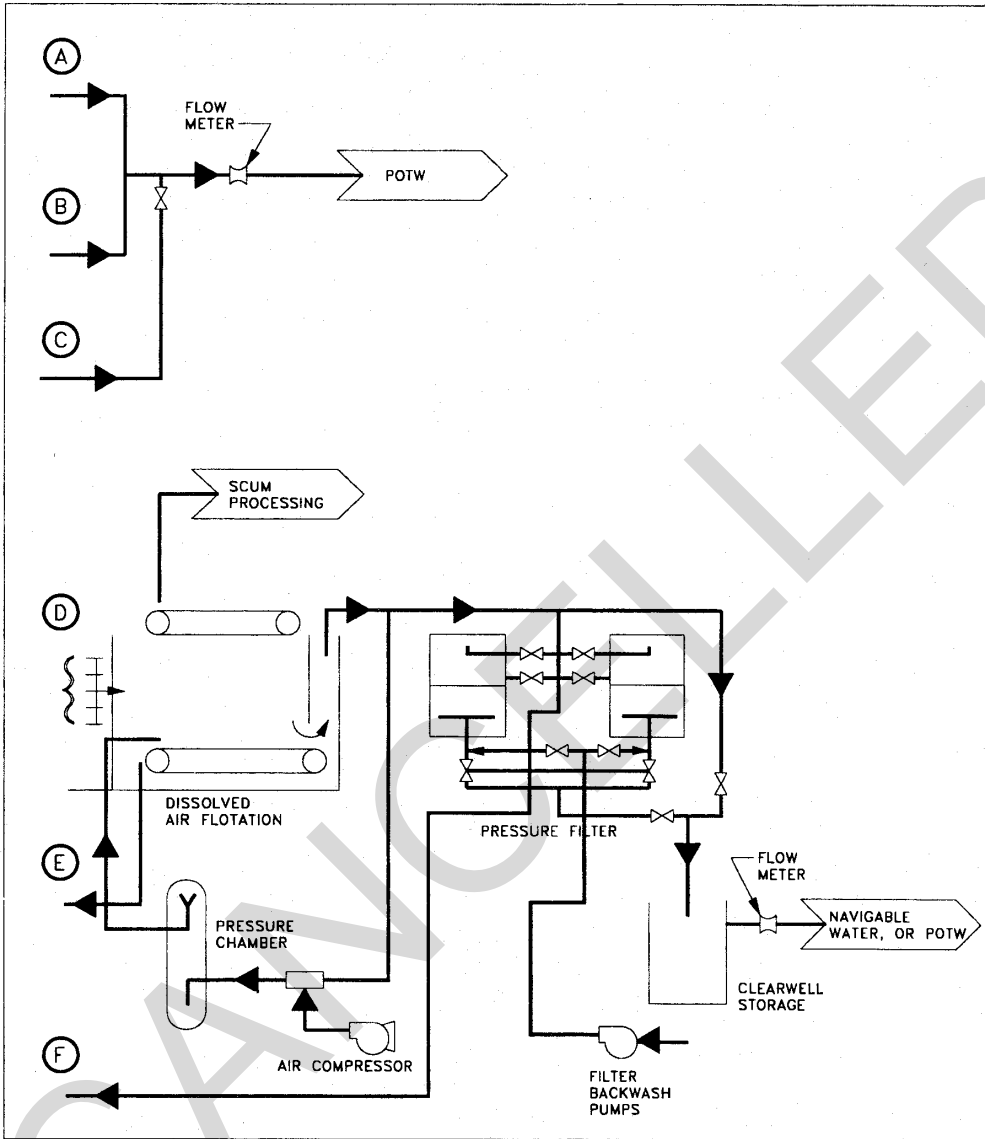 A
FLOW
METER
POTW
B
C
SCUM
PROCESSING
D
DISSOLVED
AIR FLOTATION
PRESSURE FILTER
E
FLOW
METER
PRESSURE
CHAMBER
NAVIGABLE
WATER, OR POTW
CLEARWELL
STORAGE
F
AIR COMPRESSOR
FILTER
BACKWASH
PUMPS
CANCELLED